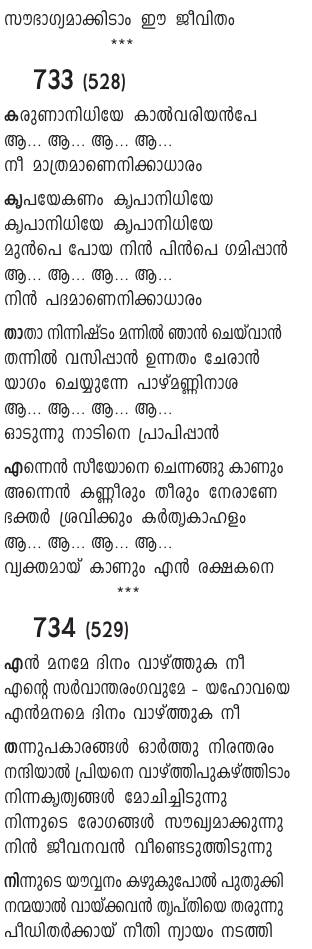 സൗഭാഗ്യമാക്കിടാം ഈ ജീവിതം
***
733 (528)
കരുണാനിധിയേ കാൽവരിയൻപേ
ആ... ആ... ആ... ആ...
നീ മാത്രമാണെനിക്കാധാരം
കൃപയേകണം കൃപാനിധിയേ
കൃപാനിധിയേ കൃപാനിധിയേ
മുൻപെ പോയ നിൻ പിൻപെ ഗമിപ്പാൻ
ആ... ആ... ആ... ആ...
നിൻ പദമാണെനിക്കാധാരം
താതാ നിന്നിഷ്ടം മന്നിൽ ഞാൻ ചെയ്‌വാൻ
തന്നിൽ വസിപ്പാൻ ഉന്നതം ചേരാൻ
യാഗം ചെയ്യുന്നേ പാഴ്മണ്ണിനാശ
ആ... ആ... ആ... ആ...
ഓടുന്നു നാടിനെ പ്രാപിപ്പാൻ
എന്നെൻ സീയോനെ ചെന്നങ്ങു കാണും
അന്നെൻ കണ്ണീരും തീരും നേരാണേ
ഭക്തർ ശ്രവിക്കും കർതൃകാഹളം
ആ... ആ... ആ... ആ...
വ്യക്തമായ് കാണും എൻ രക്ഷകനെ
***
734 (529)
എൻ മനമേ ദിനം വാഴ്ത്തുക നീ
എന്റെ സർവാന്തരംഗവുമേ - യഹോവയെ
എൻമനമെ ദിനം വാഴ്ത്തുക നീ
തന്നുപകാരങ്ങൾ ഓർത്തു നിരന്തരം
നന്ദിയാൽ പ്രിയനെ വാഴ്ത്തിപുകഴ്ത്തിടാം
നിന്നകൃത്യങ്ങൾ മോചിച്ചിടുന്നു
നിന്നുടെ രോഗങ്ങൾ സൗഖ്യമാക്കുന്നു
നിൻ ജീവനവൻ വീണ്ടെടുത്തിടുന്നു
നിന്നുടെ യൗവ്വനം കഴുകുപോൽ പുതുക്കി
നന്മയാൽ വായ്ക്കവൻ തൃപ്തിയെ തരുന്നു
പീഡിതർക്കായ് നീതി ന്യായം നടത്തി